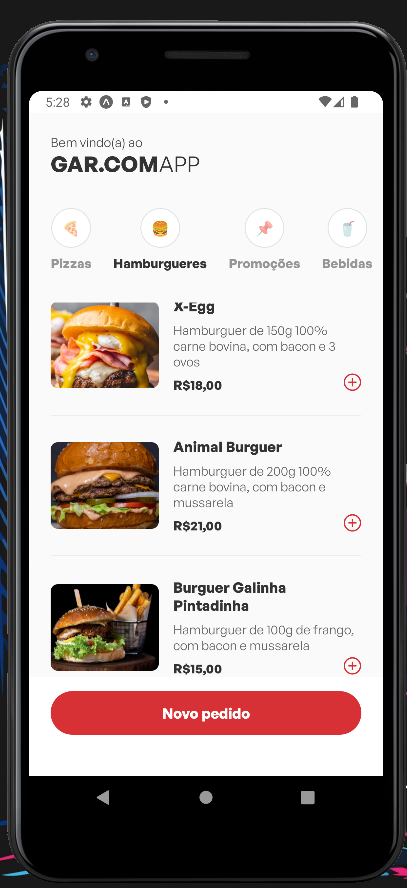 5:28
Bem vindo(a) ao
GAR.COMAPP
Pizzas
Hamburgueres
Promoções
Bebidas
X-Egg
Hamburguer de 150g 100%
carne bovina, com bacon e 3
ovos
R$18,00
Animal Burguer
Hamburguer de 200g 100%
carne bovina, com bacon e
mussarela
R$21,00
Burguer Galinha
Pintadinha
Hamburguer de 100g de frango,
com bacon e mussarela
R$15,00
Novo pedido